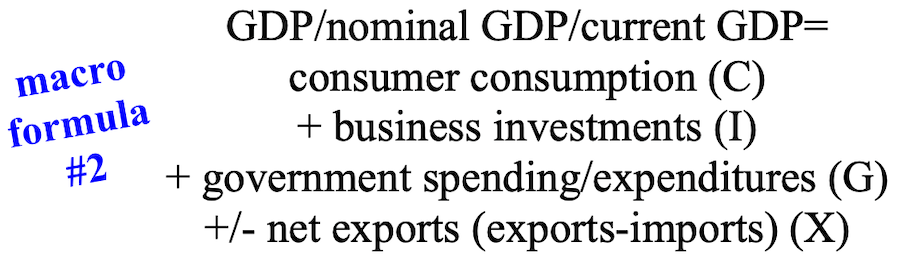 macro
formula
#2
GDP/nominal GDP/current GDP=
consumer consumption (C)
+ business investments (I)
+ government spending/expenditures (G)
+/- net exports (exports-imports) (X)